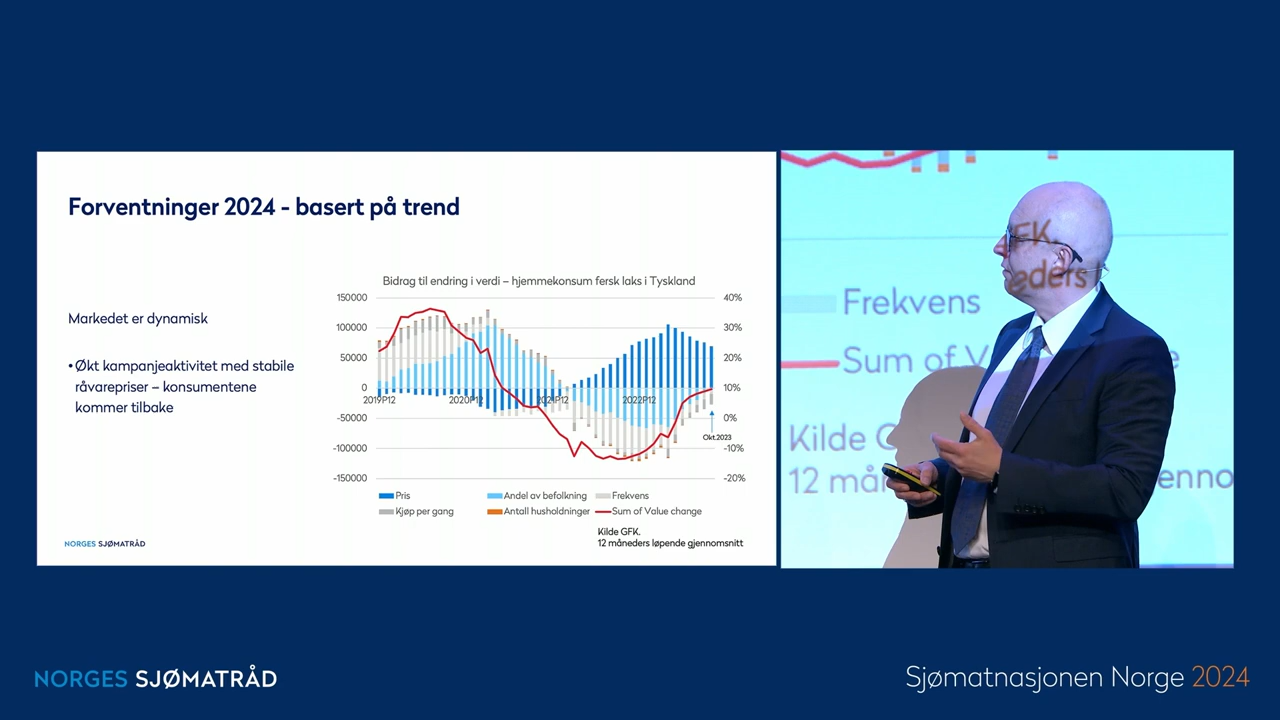 Forventninger 2024 - basert på trend
Markedet er dynamisk
• Økt kampanjeaktivitet med stabile
råvarepriser – konsumentene
kommer tilbake
Bidrag til endring i verdi – hjemmekonsum fersk laks i Tyskland
150000
100000
50000
0
-50000
-100000
-150000
40%
30%
20%
10%
0%
-10%
-20%
2019P12 2020P12 2021P12 2022P12
Okt.2023
Pris Andel av befolkning Frekvens
Kjøp per gang Antall husholdninger Sum of Value change
Kilde GFK.
12 måneders løpende gjennomsnitt
NORGES SJØMATRÅD
GFK
eders
Frekvens
Sum of V
e
Kilde G
12 mån
enno
NORGES SJØMATRÅD
Sjømatnasjonen Norge 2024